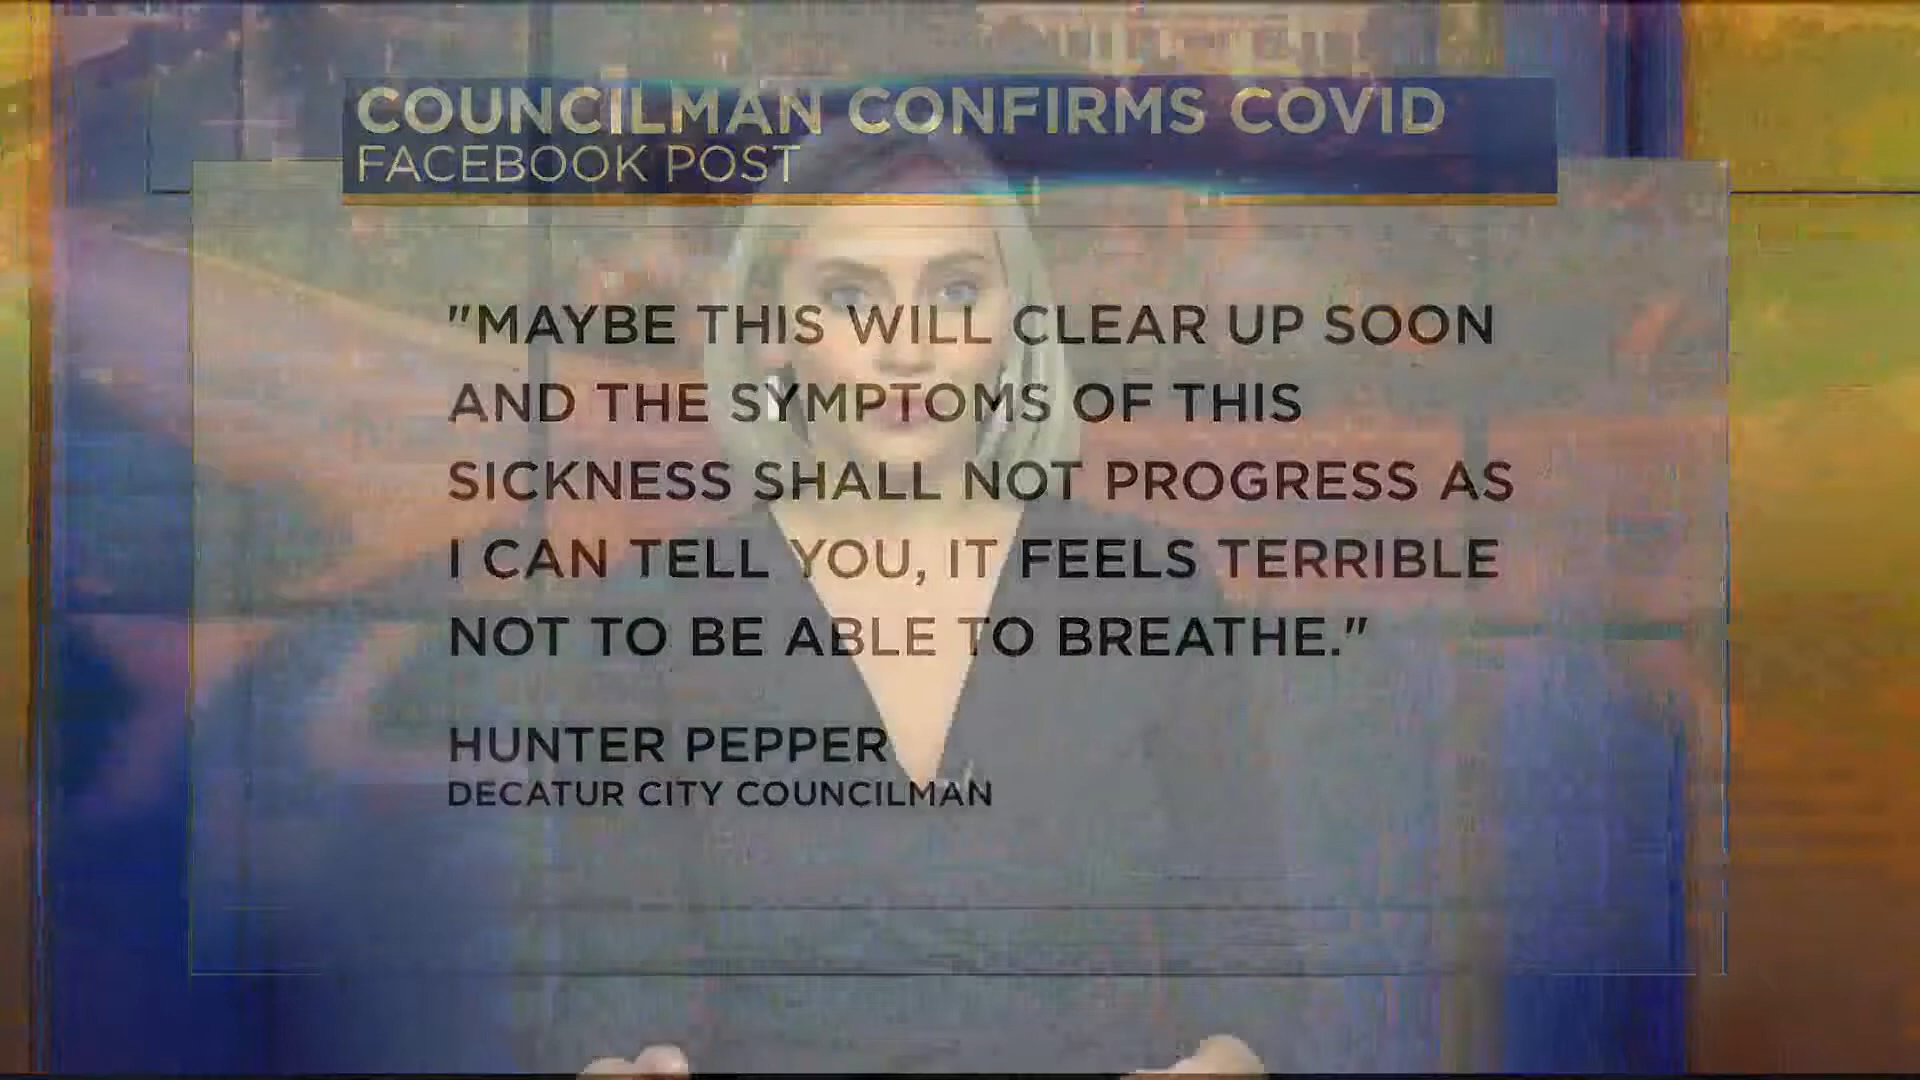 COUNCILMAN CONFIRMS COVID
FACEBOOK POST
"MAYBE THIS WILL CLEAR UP SOON
AND THE SYMPTOMS OF THIS
SICKNESS SHALL NOT PROGRESS AS
I CAN TELL YOU, IT FEELS TERRIBLE
NOT TO BE ABLE TO BREATHE."
HUNTER PEPPER
DECATUR CITY COUNCILMAN